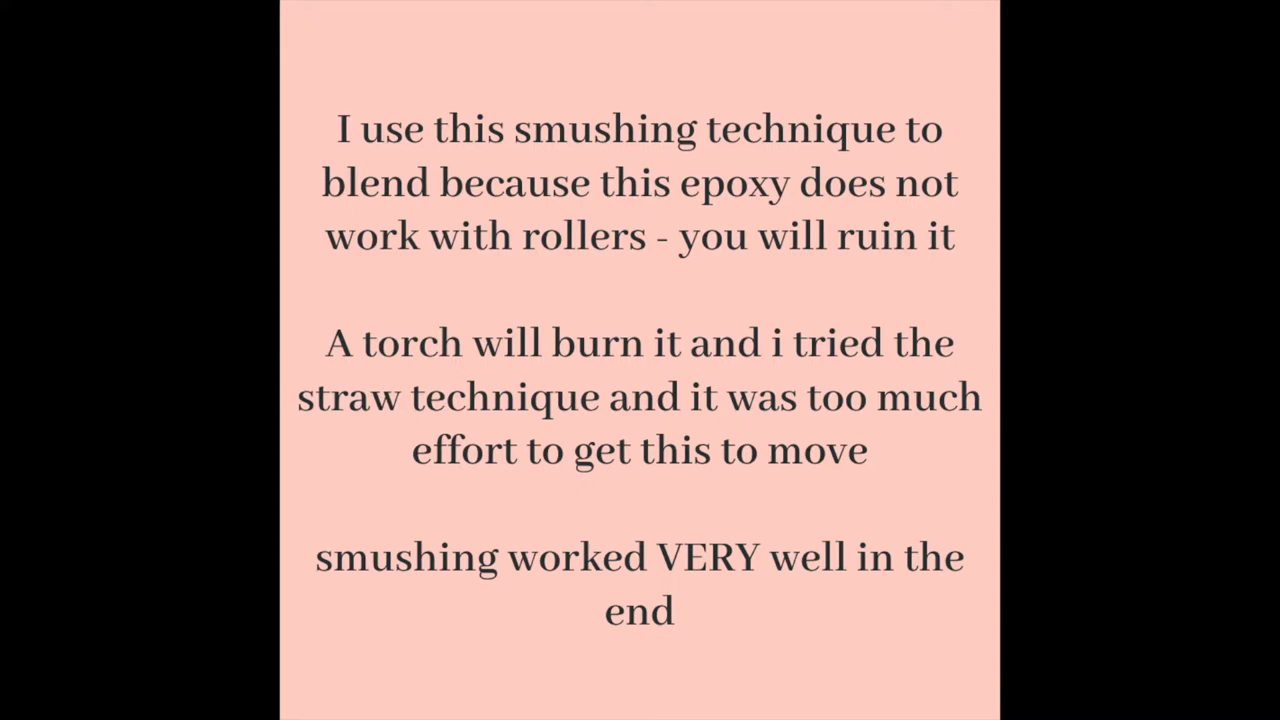 I use this smushing technique to
blend because this epoxy does not
work with rollers - you will ruin it
A torch will burn it and i tried the
straw technique and it was too much
effort to get this to move
smushing worked VERY well in the
end